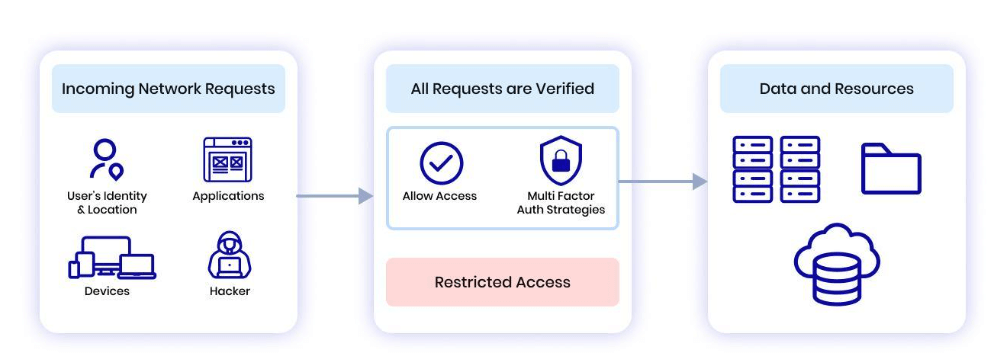 Incoming Network Requests
User's Identity
& Location
Applications
Devices
Hacker
All Requests are Verified
Allow Access
Multi Factor
Auth Strategies
Restricted Access
Data and Resources